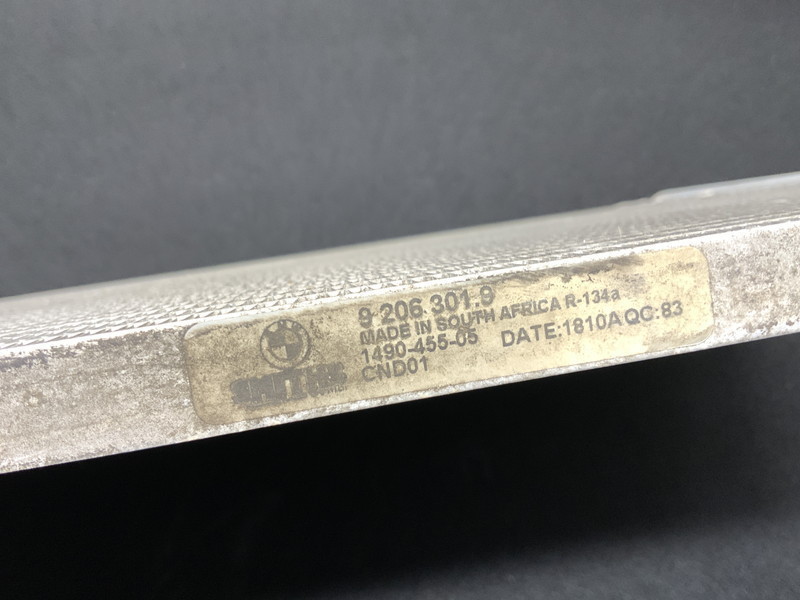 9 206 301.9
MADE IN SOUTH AFRICA R-134a
1490-455-05 DATE:1810A QC:83
CND01